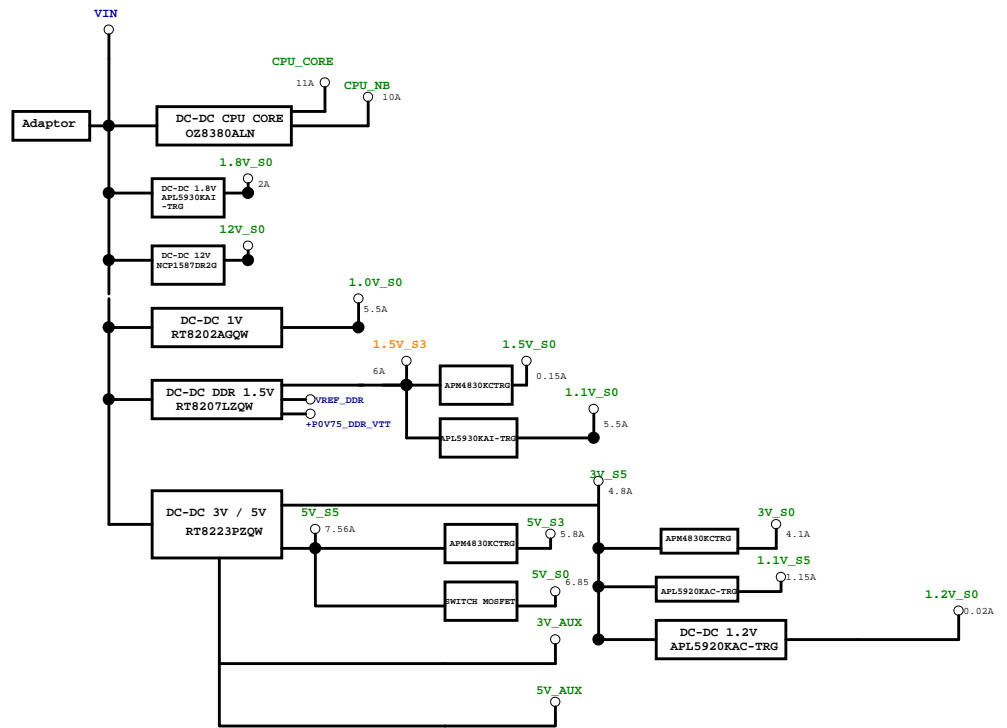 VIN
CPU_CORE
11A
CPU_NB
10A
Adaptor
DC-DC CPU CORE
OZ8380ALN
1.8V_S0
2A
DC-DC 1.8V
APL5930KAI
-TRG
12V_S0
DC-DC 12V
NCP1587DR2G
1.0V_S0
5.5A
DC-DC 1V
RT8202AGQW
1.5V_S3
6A
1.5V_S0
0.15A
DC-DC DDR 1.5V
RT8207LZQW
APM4830KCTRG
VREF_DDR
+P0V75_DDR_VTT
1.1V_S0
5.5A
APL5930KAI-TRG
3V_S5
4.8A
DC-DC 3V / 5V
RT8223PZQW
5V_S5
7.56A
5V_S3
5.8A
APM4830KCTRG
3V_S0
4.1A
APM4830KCTRG
5V_S0
6.85
SWITCH MOSFET
1.1V_S5
1.15A
APL5920KAC-TRG
1.2V_S0
0.02A
DC-DC 1.2V
APL5920KAC-TRG
3V_AUX
5V_AUX